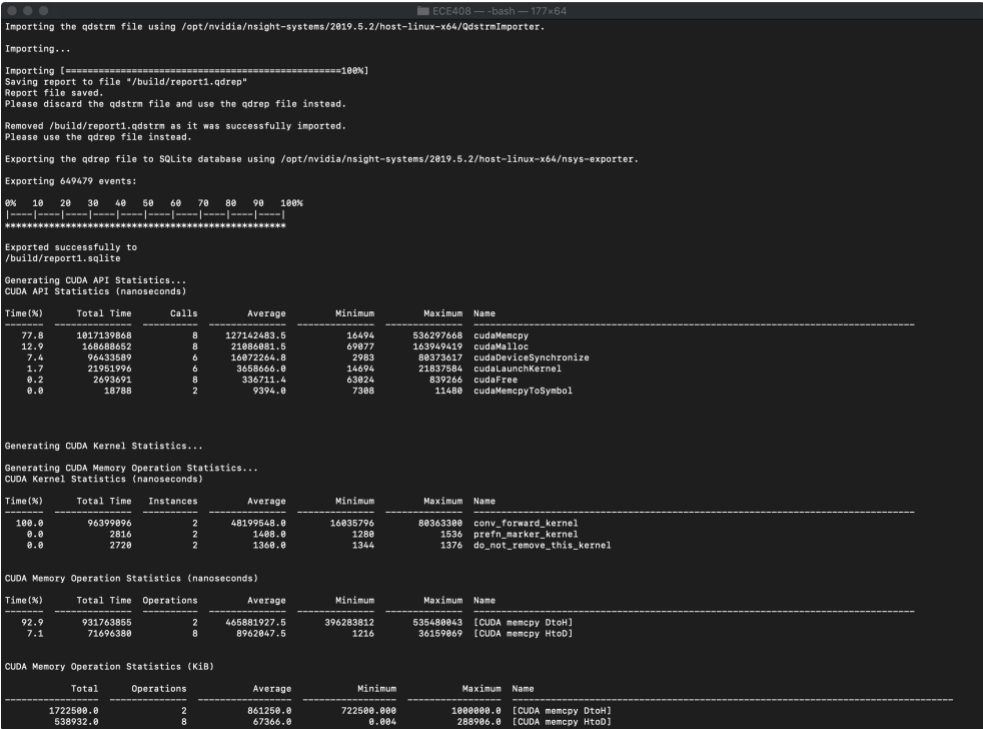 ECE408 — -bash — 177×64
Importing the qdstrm file using /opt/nvidia/nsight-systems/2019.5.2/host-linux-x64/QdstrmImporter.
Importing...
Importing [==================================================100%]
Saving report to file "/build/report1.qdrep"
Report file saved.
Please discard the qdstrm file and use the qdrep file instead.
Removed /build/report1.qdstrm as it was successfully imported.
Please use the qdrep file instead.
Exporting the qdrep file to SQLite database using /opt/nvidia/nsight-systems/2019.5.2/host-linux-x64/nsys-exporter.
Exporting 649479 events:
0% 10 20 30 40 50 60 70 80 90 100%
|----|----|----|----|----|----|----|----|----|----|
***************************************************
Exported successfully to
/build/report1.sqlite
Generating CUDA API Statistics...
CUDA API Statistics (nanoseconds)
Time(%) Total Time Calls Average Minimum Maximum Name
77.8 1017139868 8 127142483.5 16494 536297668 cudaMemcpy
12.9 168688652 8 21086081.5 69077 163949419 cudaMalloc
7.4 96433589 6 16072264.8 2983 80373617 cudaDeviceSynchronize
1.7 21951996 6 3658666.0 14694 21837584 cudaLaunchKernel
0.2 2693691 8 336711.4 63024 839266 cudaFree
0.0 18788 2 9394.0 7308 11480 cudaMemcpyToSymbol
Generating CUDA Kernel Statistics...
Generating CUDA Memory Operation Statistics...
CUDA Kernel Statistics (nanoseconds)
Time(%) Total Time Instances Average Minimum Maximum Name
100.0 96399096 2 48199548.0 16035796 80363300 conv_forward_kernel
0.0 2816 2 1408.0 1280 1536 prefn_marker_kernel
0.0 2720 2 1360.0 1344 1376 do_not_remove_this_kernel
CUDA Memory Operation Statistics (nanoseconds)
Time(%) Total Time Operations Average Minimum Maximum Name
92.9 931763855 2 465881927.5 396283812 535480043 [CUDA memcpy DtoH]
7.1 71696380 8 8962047.5 1216 36159069 [CUDA memcpy HtoD]
CUDA Memory Operation Statistics (KiB)
Total Operations Average Minimum Maximum Name
1722500.0 2 861250.0 722500.000 1000000.0 [CUDA memcpy DtoH]
538932.0 8 67366.0 0.004 288906.0 [CUDA memcpy HtoD]